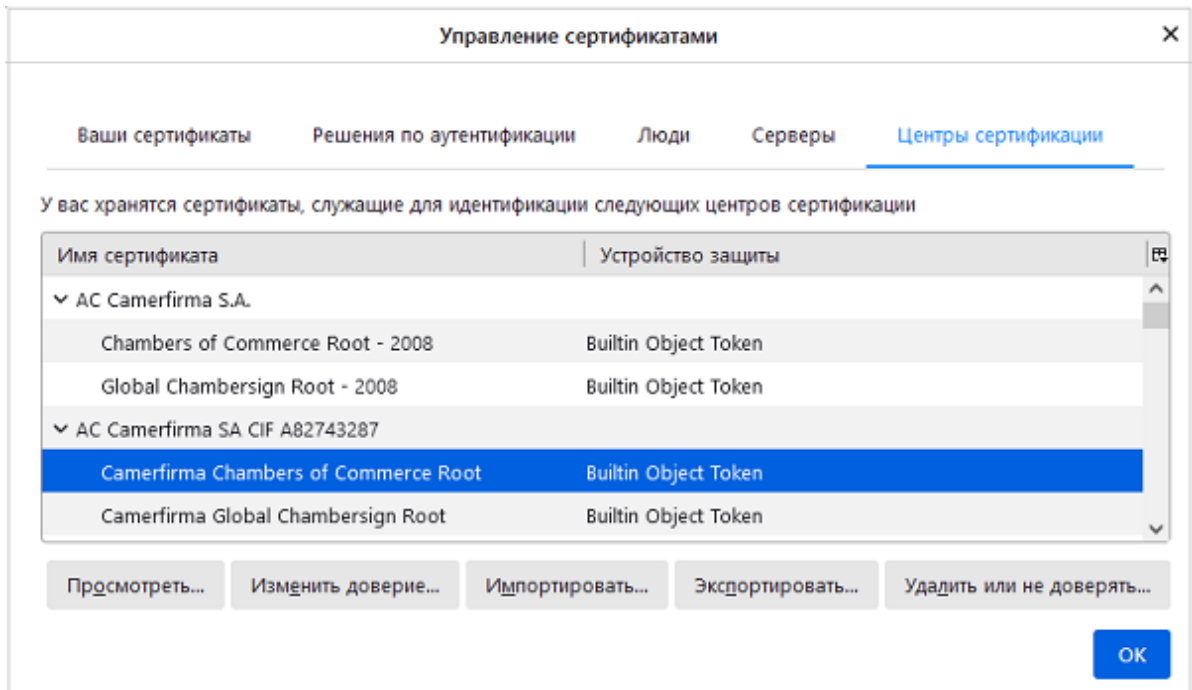 Управление сертификатами
Ваши сертификаты Решения по аутентификации Люди Серверы Центры сертификации
У вас хранятся сертификаты, служащие для идентификации следующих центров сертификации
Имя сертификата Устройство защиты
AC Camerfirma S.A.
Chambers of Commerce Root - 2008 Builtin Object Token
Global Chambersign Root - 2008 Builtin Object Token
AC Camerfirma SA CIF A82743287
Camerfirma Chambers of Commerce Root Builtin Object Token
Camerfirma Global Chambersign Root Builtin Object Token
Просмотреть... Изменить доверие... Импортировать... Экспортировать... Удалить или не доверять...
ОК